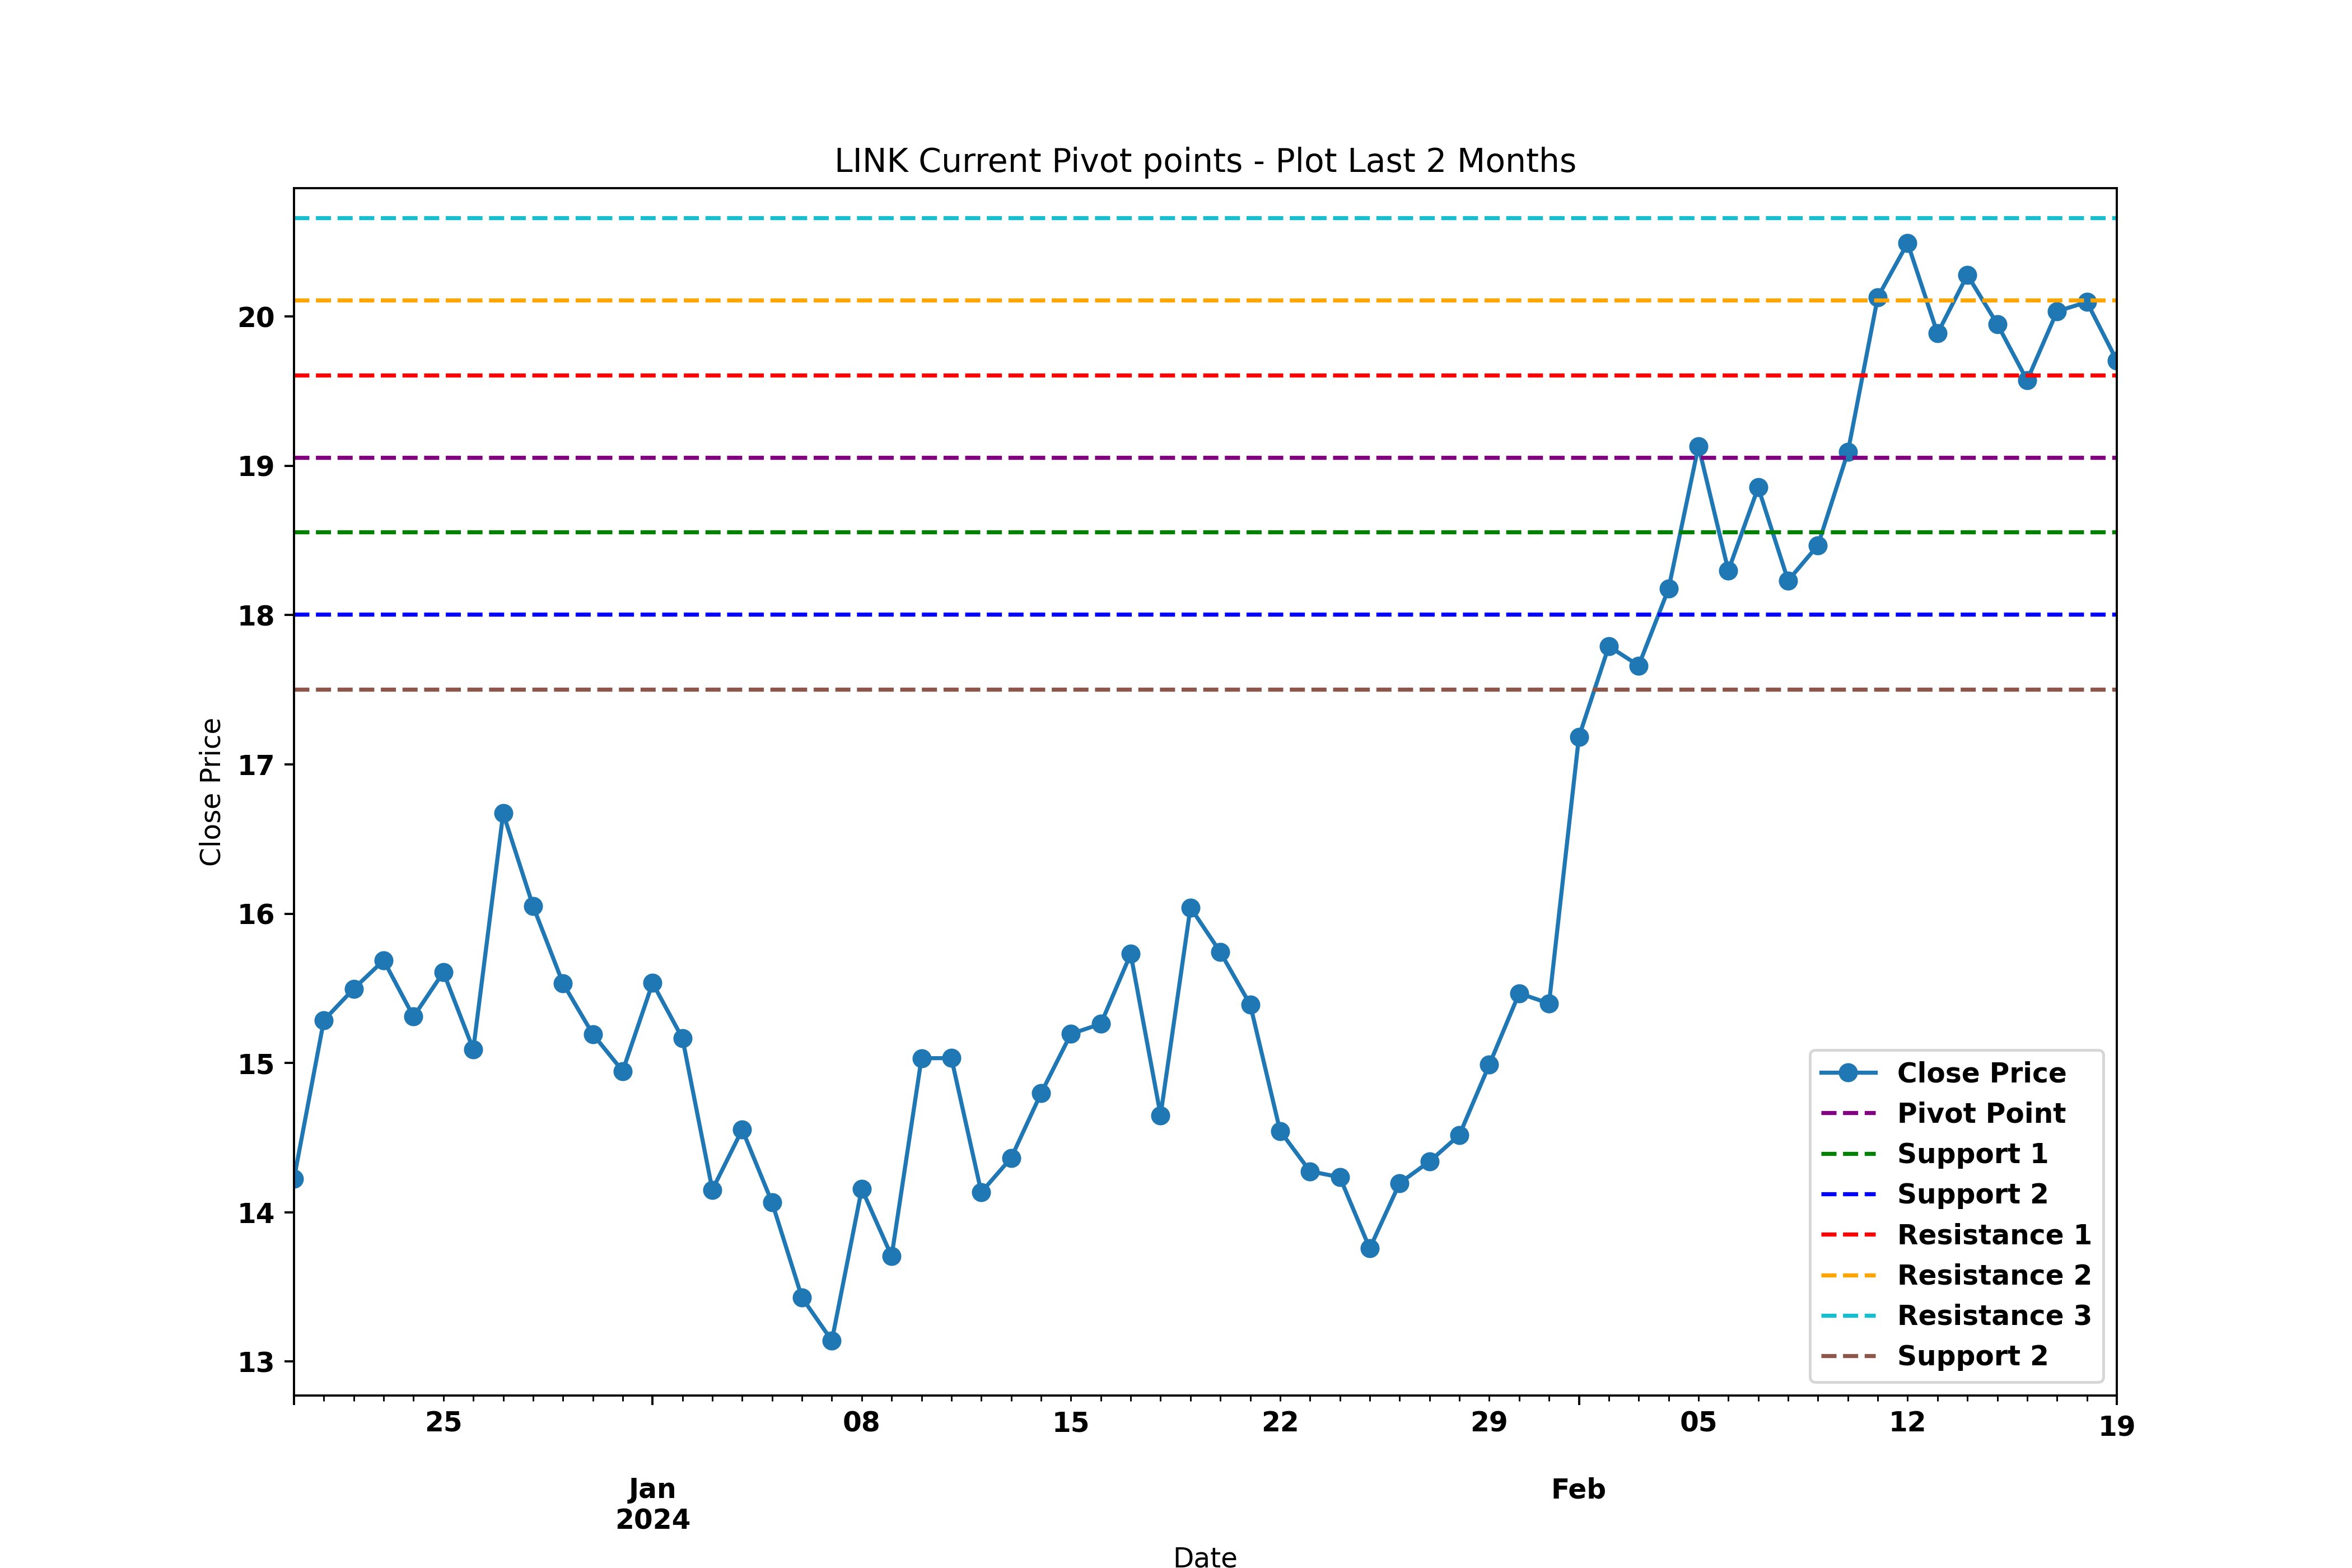 LINK Current Pivot points - Plot Last 2 Months
20
19
18
17
16
15
14
13
Close Price
Close Price
Pivot Point
Support 1
Support 2
Resistance 1
Resistance 2
Resistance 3
Support 2
25 08 15 22 29 05 12 19
Jan Feb
2024
Date